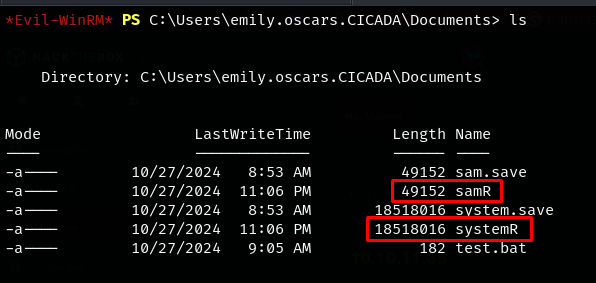 *Evil-WinRM* PS C:\Users\emily.oscars.CICADA\Documents> ls
Directory: C:\Users\emily.oscars.CICADA\Documents
Mode LastWriteTime Length Name
---- ------------- ------ ----
-a---- 10/27/2024 8:53 AM 49152 sam.save
-a---- 10/27/2024 11:06 PM 49152 samR
-a---- 10/27/2024 8:53 AM 18518016 system.save
-a---- 10/27/2024 11:06 PM 18518016 systemR
-a---- 10/27/2024 9:05 AM 182 test.bat